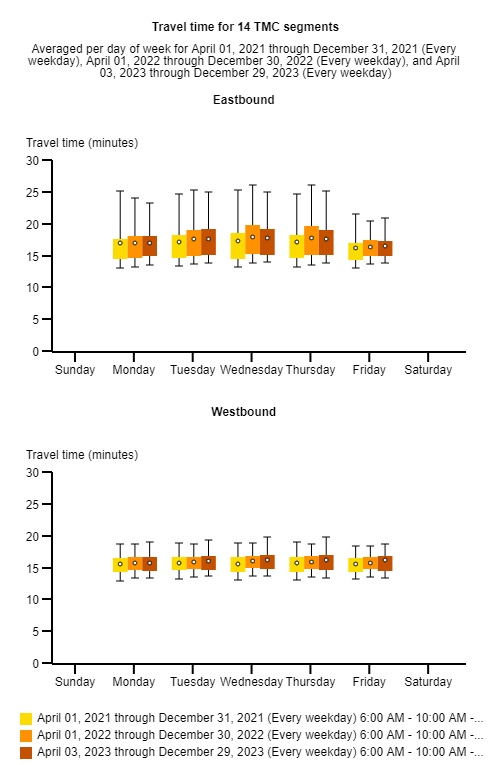 Travel time for 14 TMC segments
Averaged per day of week for April 01, 2021 through December 31, 2021 (Every
weekday), April 01, 2022 through December 30, 2022 (Every weekday), and April
03, 2023 through December 29, 2023 (Every weekday)
Eastbound
Travel time (minutes)
30
25
20
15
10
5
0
Sunday Monday Tuesday Wednesday Thursday Friday Saturday
Westbound
Travel time (minutes)
30
25
20
15
10
5
0
Sunday Monday Tuesday Wednesday Thursday Friday Saturday
April 01, 2021 through December 31, 2021 (Every weekday) 6:00 AM - 10:00 AM -...
April 01, 2022 through December 30, 2022 (Every weekday) 6:00 AM - 10:00 AM -...
April 03, 2023 through December 29, 2023 (Every weekday) 6:00 AM - 10:00 AM -...